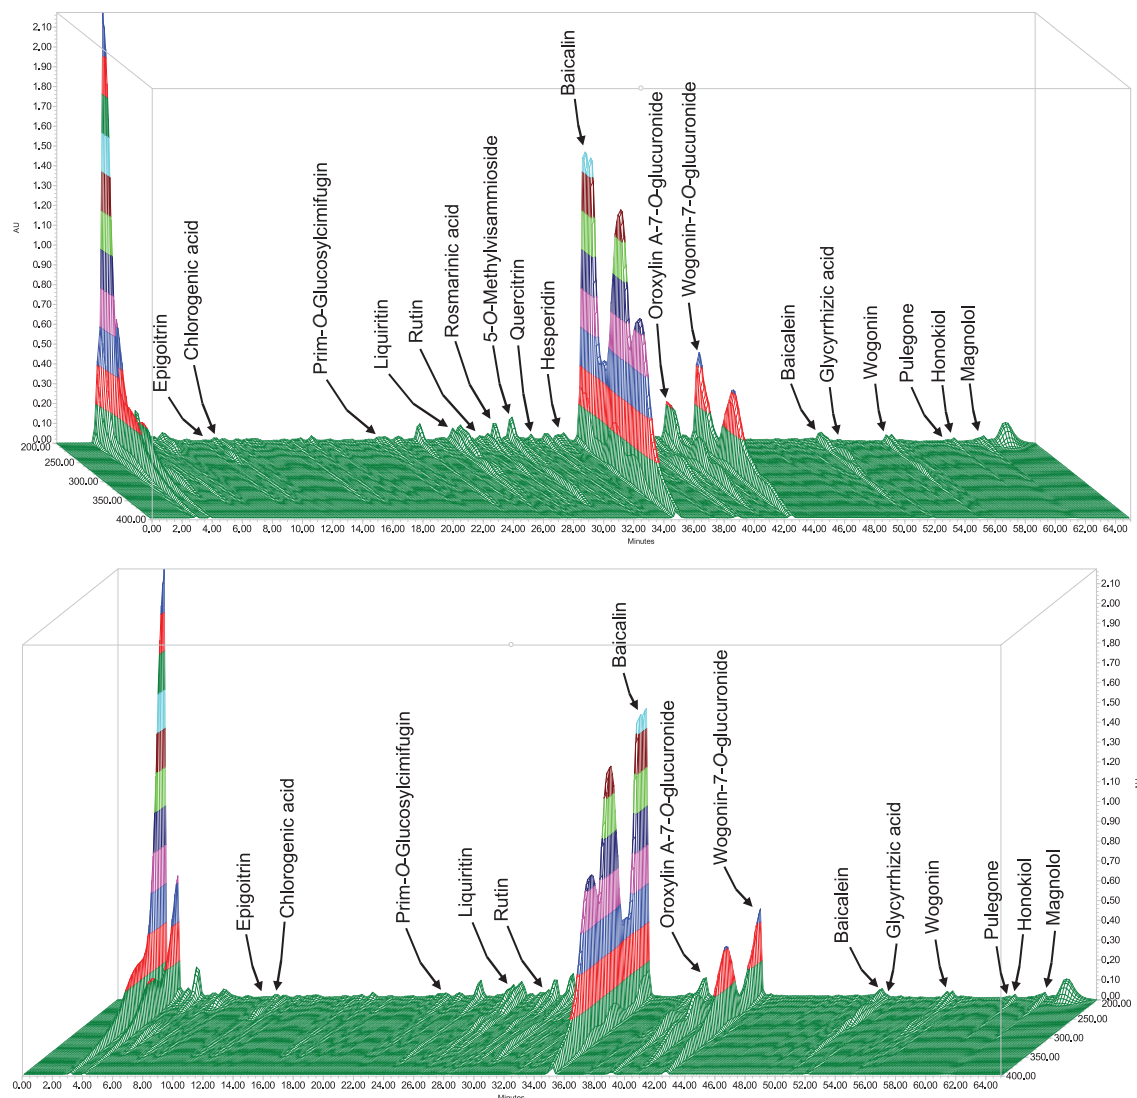 2.10
2.00
1.90
1.80
1.70
1.60
1.50
1.40
1.30
1.20
1.10
1.00
0.90
0.80
0.70
0.60
0.50
0.40
0.30
0.20
0.10
0.00
AU
200.00
250.00
300.00
350.00
400.00
Epigoitrin
Chlorogenic acid
Prim-O-Glucosylcimifugin
Liquiritin
Rutin
Rosmarinic acid
5-O-Methylvisammioside
Quercitrin
Hesperidin
Baicalin
Oroxylin A-7-O-glucuronide
Wogonin-7-O-glucuronide
Baicalein
Glycyrrhizic acid
Wogonin
Pulegone
Honokiol
Magnolol
0.00 2.00 4.00 6.00 8.00 10.00 12.00 14.00 16.00 18.00 20.00 22.00 24.00 26.00 28.00 30.00 32.00 34.00 36.00 38.00 40.00 42.00 44.00 46.00 48.00 50.00 52.00 54.00 56.00 58.00 60.00 62.00 64.00
Minutes
Epigoitrin
Chlorogenic acid
Prim-O-Glucosylcimifugin
Liquiritin
Rutin
Baicalin
Oroxylin A-7-O-glucuronide
Wogonin-7-O-glucuronide
Baicalein
Glycyrrhizic acid
Wogonin
Pulegone
Honokiol
Magnolol
2.10
2.00
1.90
1.80
1.70
1.60
1.50
1.40
1.30
1.20
1.10
1.00
0.90
0.80
0.70
0.60
0.50
0.40
0.30
0.20
0.10
0.00
200.00
250.00
300.00
350.00
400.00
0.00 2.00 4.00 6.00 8.00 10.00 12.00 14.00 16.00 18.00 20.00 22.00 24.00 26.00 28.00 30.00 32.00 34.00 36.00 38.00 40.00 42.00 44.00 46.00 48.00 50.00 52.00 54.00 56.00 58.00 60.00 62.00 64.00
Minutes